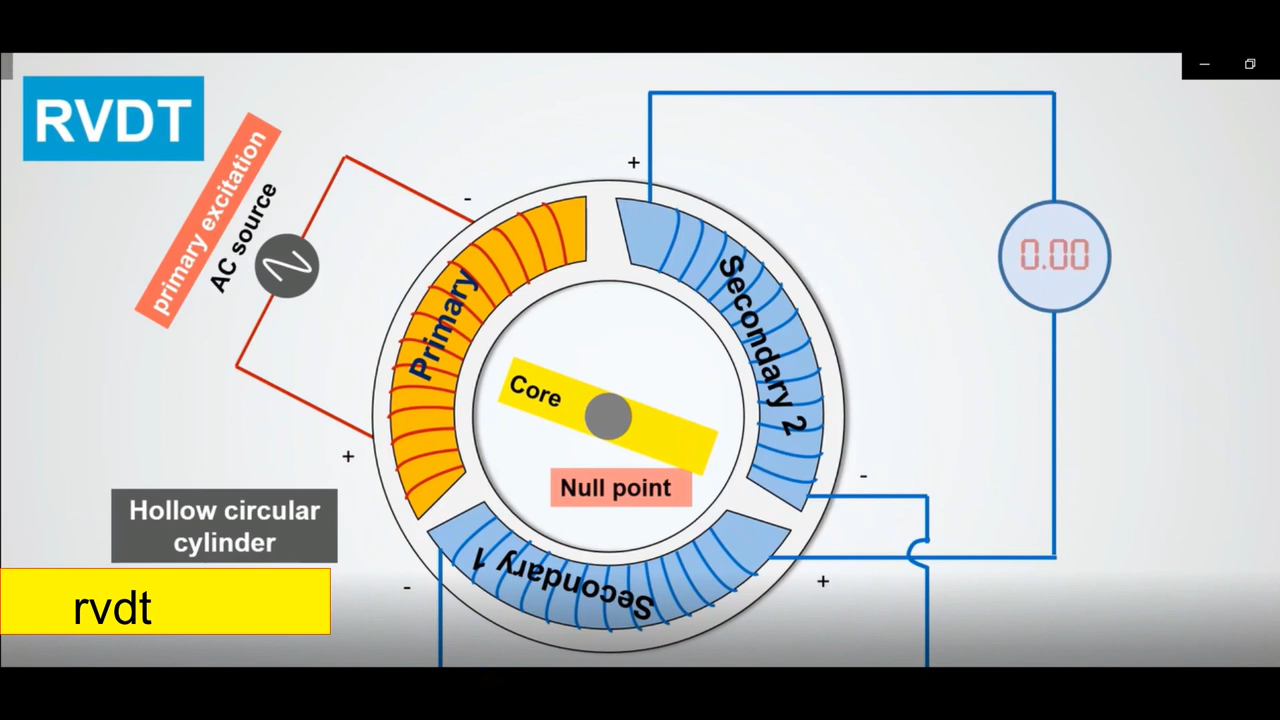 RVDT
primary excitation
AC source
-
+
+
-
+
-
Primary
Secondary 2
Secondary 1
Core
Null point
0.00
Hollow circular
cylinder
rvdt